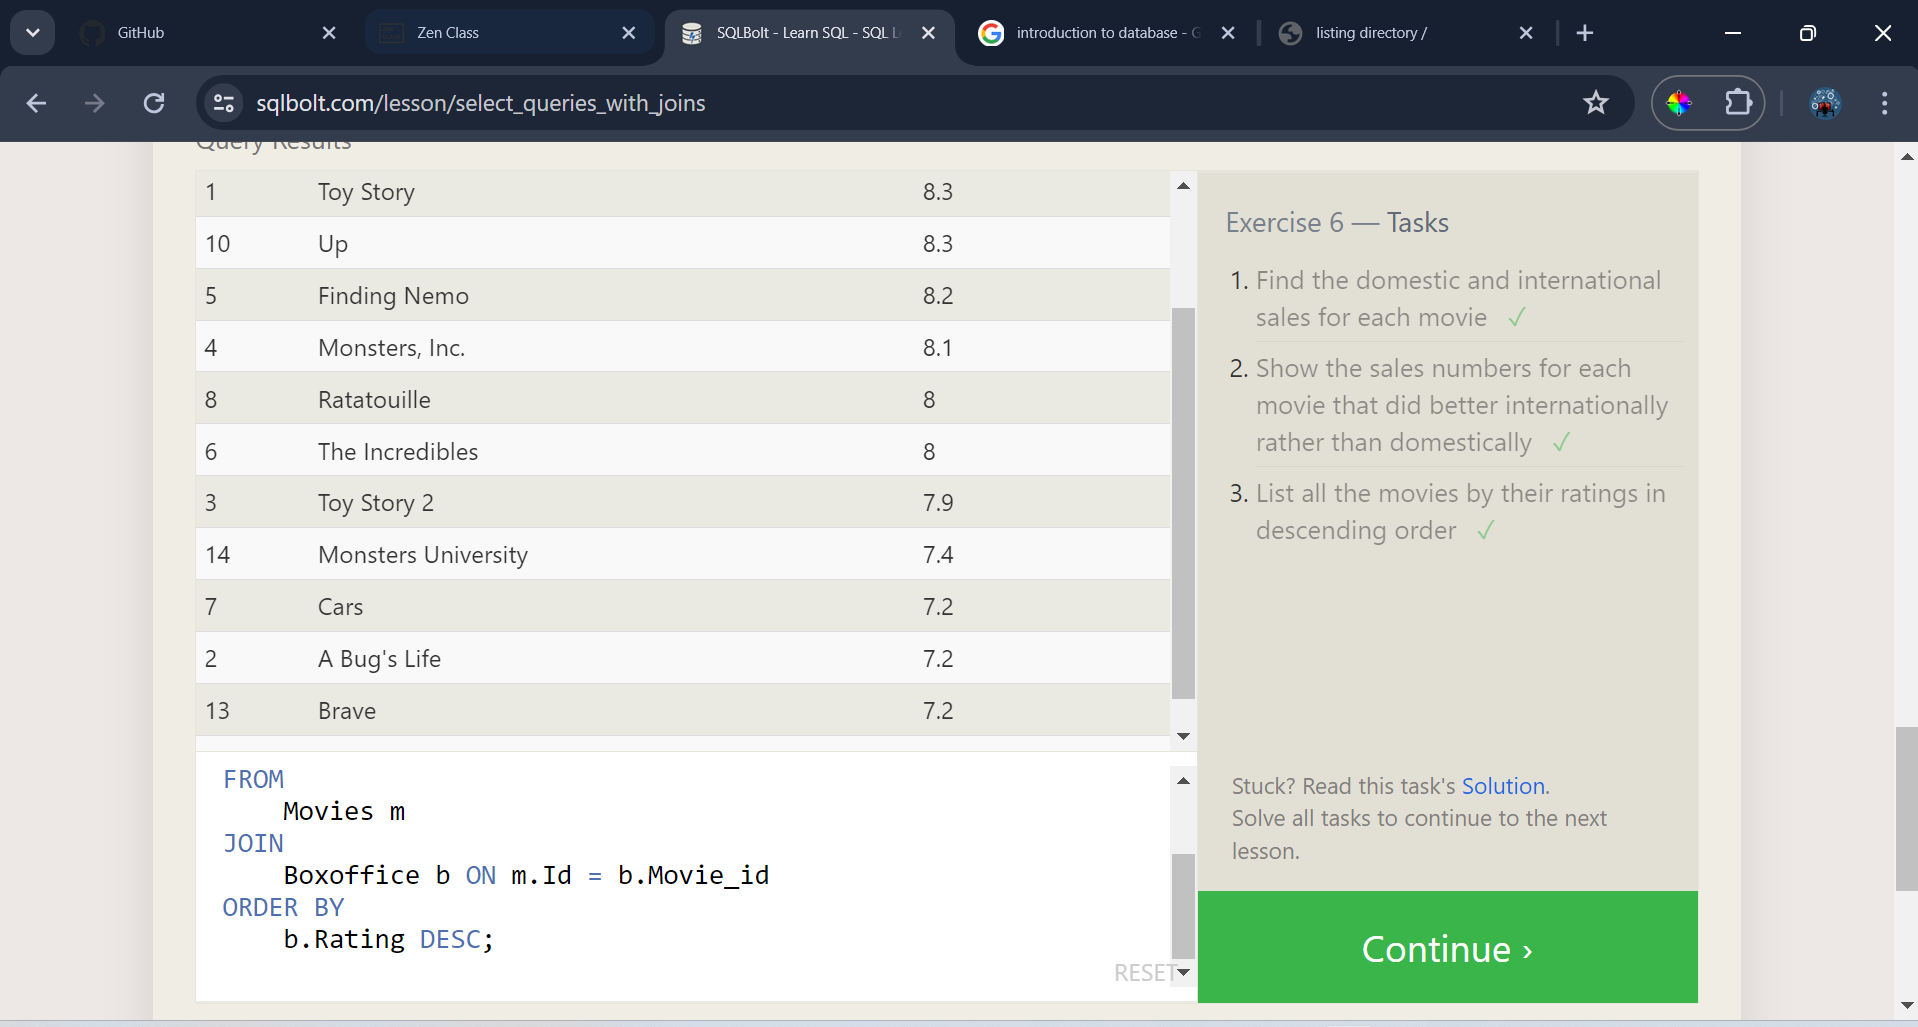 GitHub
Zen Class
SQLBolt - Learn SQL - SQL L
introduction to database - G
listing directory /
sqlbolt.com/lesson/select_queries_with_joins
Query Results
1 Toy Story 8.3
10 Up 8.3
5 Finding Nemo 8.2
4 Monsters, Inc. 8.1
8 Ratatouille 8
6 The Incredibles 8
3 Toy Story 2 7.9
14 Monsters University 7.4
7 Cars 7.2
2 A Bug's Life 7.2
13 Brave 7.2
FROM
Movies m
JOIN
Boxoffice b ON m.Id = b.Movie_id
ORDER BY
b.Rating DESC;
RESET
Exercise 6 — Tasks
1. Find the domestic and international
sales for each movie ✓
2. Show the sales numbers for each
movie that did better internationally
rather than domestically ✓
3. List all the movies by their ratings in
descending order ✓
Stuck? Read this task's Solution.
Solve all tasks to continue to the next
lesson.
Continue ›